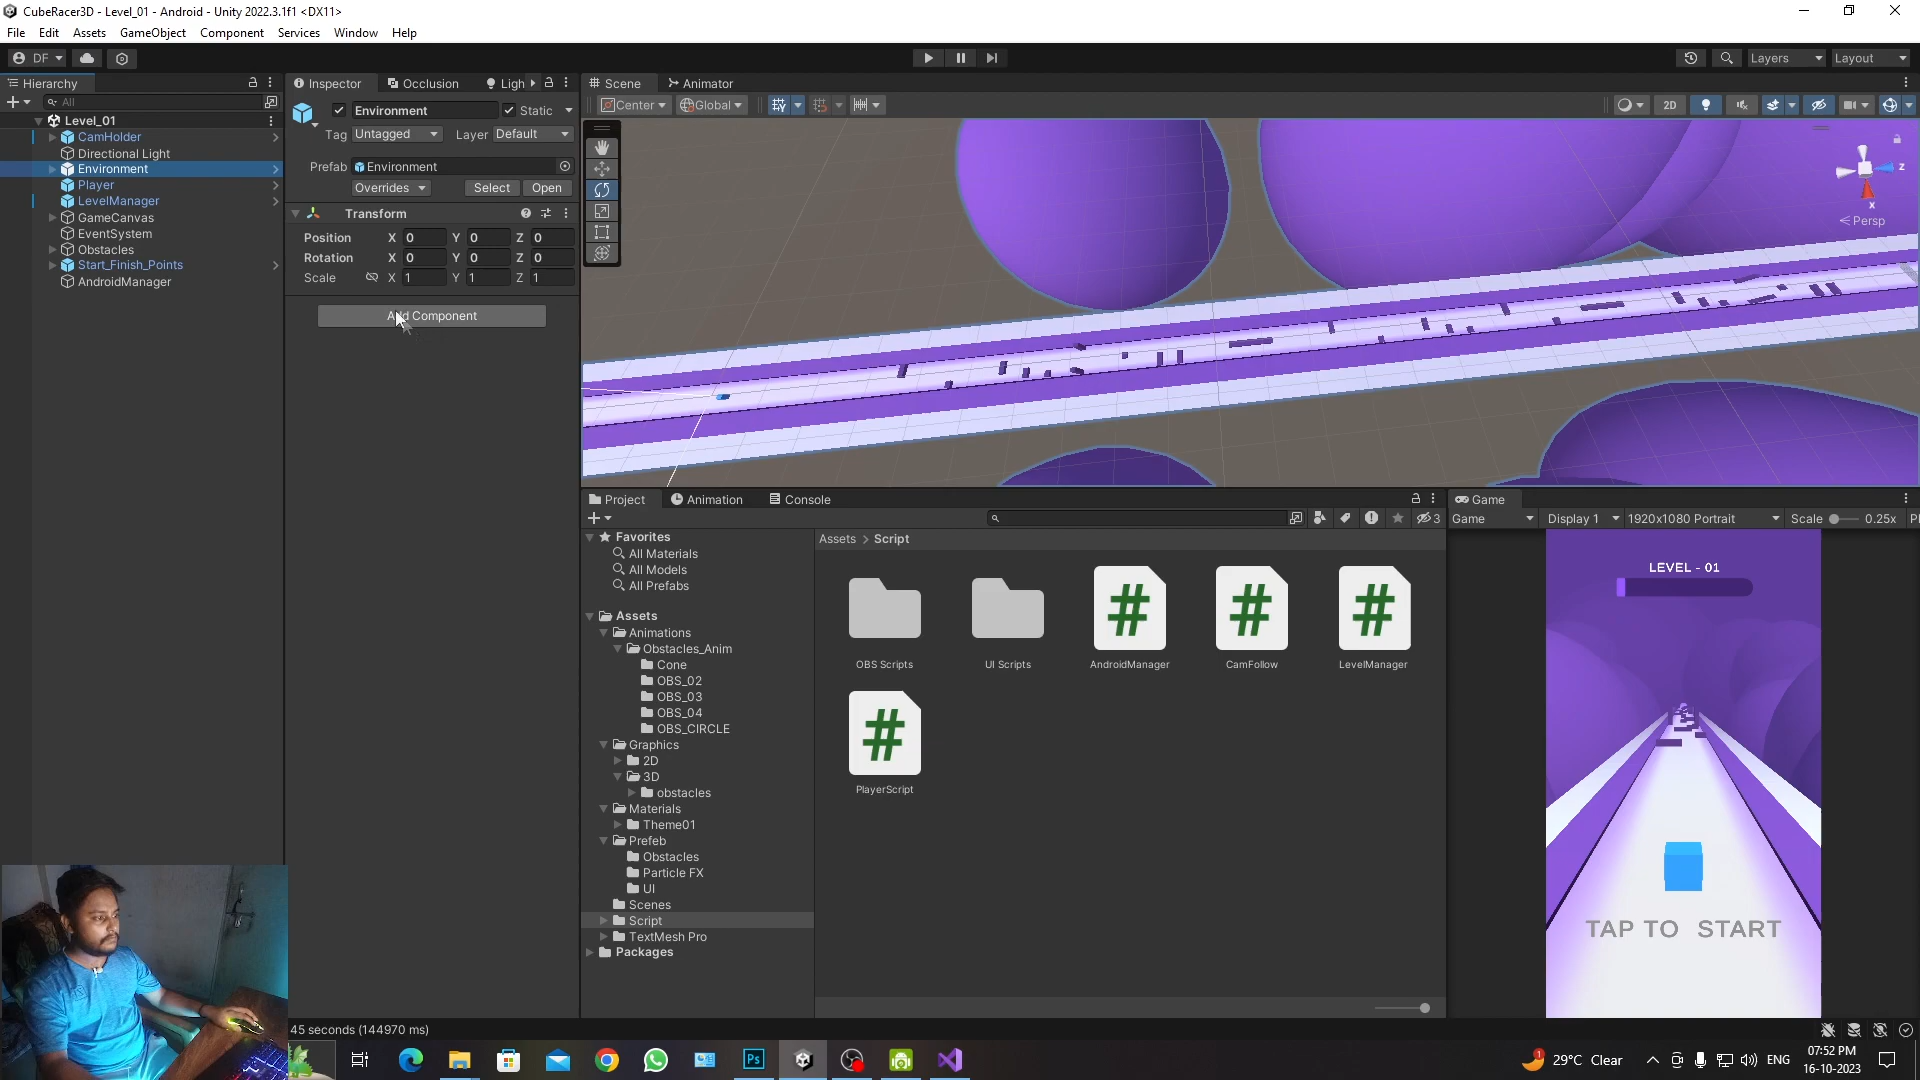 CubeRacer3D - Level_01 - Android - Unity 2022.3.1f1 <DX11>
File Edit Assets GameObject Component Services Window Help
DF
Layers
Layout
Hierarchy
All
Level_01
CamHolder
Directional Light
Environment
Player
LevelManager
GameCanvas
EventSystem
Obstacles
Start_Finish_Points
AndroidManager
Inspector
Occlusion
Environment
Static
Tag Untagged
Layer Default
Prefab Environment
Overrides
Select
Open
Transform
Position X 0 Y 0 Z 0
Rotation X 0 Y 0 Z 0
Scale X 1 Y 1 Z 1
Component
Scene
Animator
Center
Global
2D
z
x
Persp
Project
Animation
Console
3
Favorites
All Materials
All Models
All Prefabs
Assets
Animations
Obstacles_Anim
Cone
OBS_02
OBS_03
OBS_04
OBS_CIRCLE
Graphics
2D
3D
obstacles
Materials
Theme01
Prefeb
Obstacles
Particle FX
UI
Scenes
Script
TextMesh Pro
Packages
Assets > Script
OBS Scripts
UI Scripts
AndroidManager
CamFollow
LevelManager
PlayerScript
Game
Game
Display 1
1920x1080 Portrait
Scale
0.25x
LEVEL - 01
TAP TO START
45 seconds (144970 ms)
Ps
1
29°C Clear
ENG
07:52 PM
16-10-2023